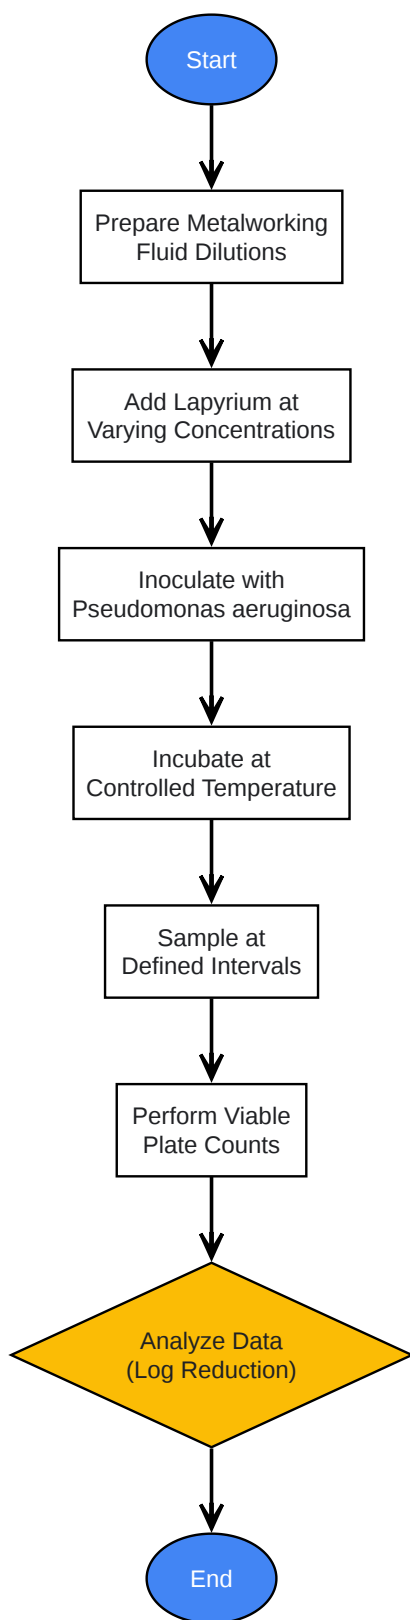 Start
Prepare Metalworking
Fluid Dilutions
Add Lapyrium at
Varying Concentrations
Inoculate with
Pseudomonas aeruginosa
Incubate at
Controlled Temperature
Sample at
Defined Intervals
Perform Viable
Plate Counts
Analyze Data
(Log Reduction)
End